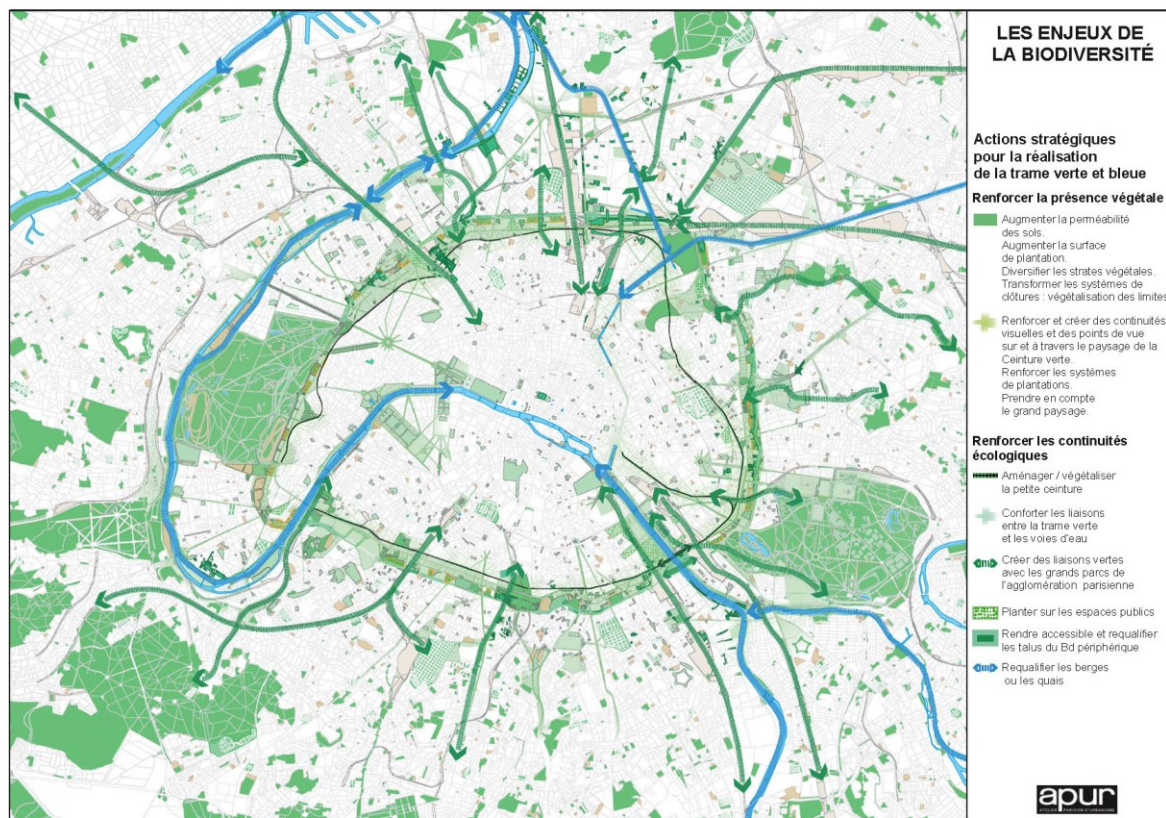 LES ENJEUX DE
LA BIODIVERSITÉ
Actions stratégiques
pour la réalisation
de la trame verte et bleue
Renforcer la présence végétale
Augmenter la perméabilité
des sols.
Augmenter la surface
de plantation.
Diversifier les strates végétales.
Transformer les systèmes de
clôtures : végétalisation des limites
Renforcer et créer des continuités
visuelles et des points de vue
sur et à travers le paysage de la
Ceinture verte.
Renforcer les systèmes
de plantations.
Prendre en compte
le grand paysage.
Renforcer les continuités
écologiques
Aménager / végétaliser
la petite ceinture
Conforter les liaisons
entre la trame verte
et les voies d'eau
Créer des liaisons vertes
avec les grands parcs de
l'agglomération parisienne
Planter sur les espaces publics
Rendre accessible et requalifier
les talus du Bd périphérique
Requalifier les berges
ou les quais
apur
ATELIER PARISIEN D'URBANISME